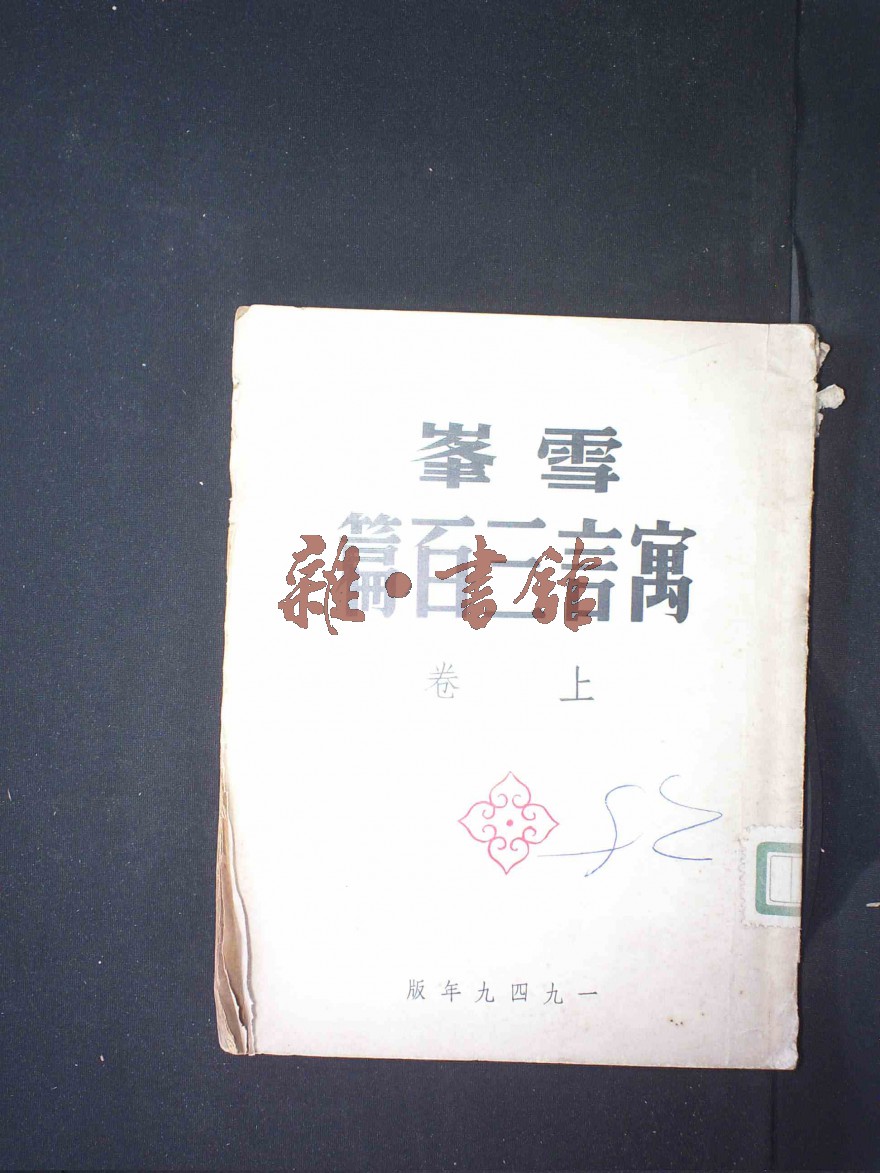 雪峯
寓言三百篇
上卷
一九四九年版
雜·書館